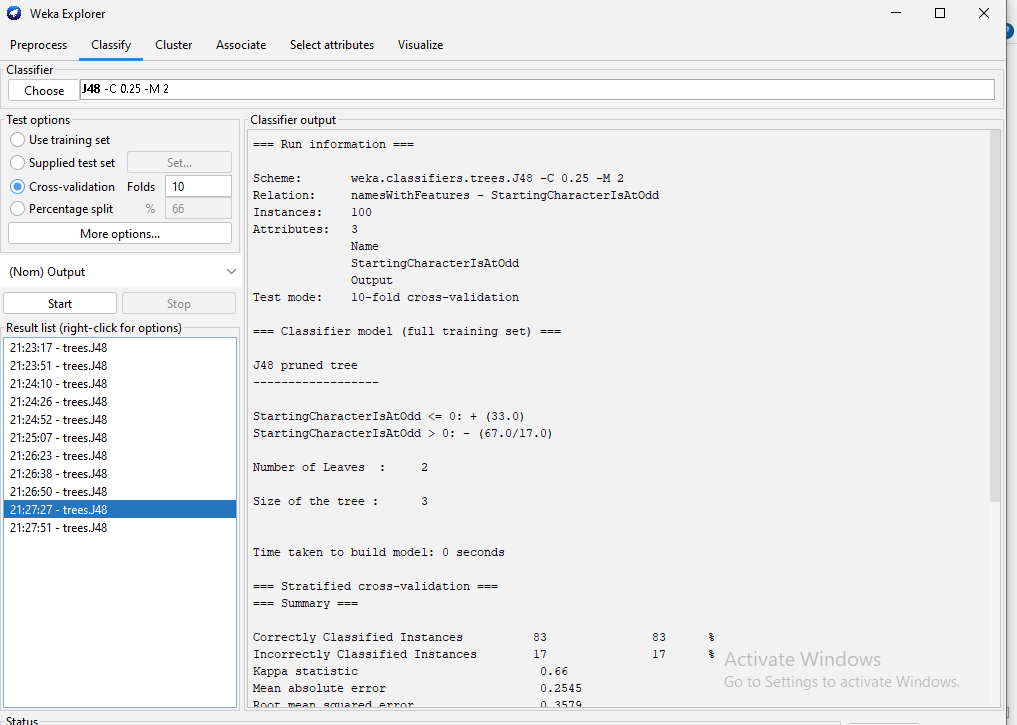 Weka Explorer
Preprocess Classify Cluster Associate Select attributes Visualize
Classifier
Choose J48 -C 0.25 -M 2
Test options
Use training set
Supplied test set Set...
Cross-validation Folds 10
Percentage split % 66
More options...
(Nom) Output
Start Stop
Result list (right-click for options)
21:23:17 - trees.J48
21:23:51 - trees.J48
21:24:10 - trees.J48
21:24:26 - trees.J48
21:24:52 - trees.J48
21:25:07 - trees.J48
21:26:23 - trees.J48
21:26:38 - trees.J48
21:26:50 - trees.J48
21:27:27 - trees.J48
21:27:51 - trees.J48
Classifier output
=== Run information ===
Scheme: weka.classifiers.trees.J48 -C 0.25 -M 2
Relation: namesWithFeatures - StartingCharacterIsAtOdd
Instances: 100
Attributes: 3
Name
StartingCharacterIsAtOdd
Output
Test mode: 10-fold cross-validation
=== Classifier model (full training set) ===
J48 pruned tree
------------------
StartingCharacterIsAtOdd <= 0: + (33.0)
StartingCharacterIsAtOdd > 0: - (67.0/17.0)
Number of Leaves : 2
Size of the tree : 3
Time taken to build model: 0 seconds
=== Stratified cross-validation ===
=== Summary ===
Correctly Classified Instances 83 83 %
Incorrectly Classified Instances 17 17 %
Kappa statistic 0.66
Mean absolute error 0.2545
Root mean squared error 0.3579
Activate Windows
Go to Settings to activate Windows.
Status